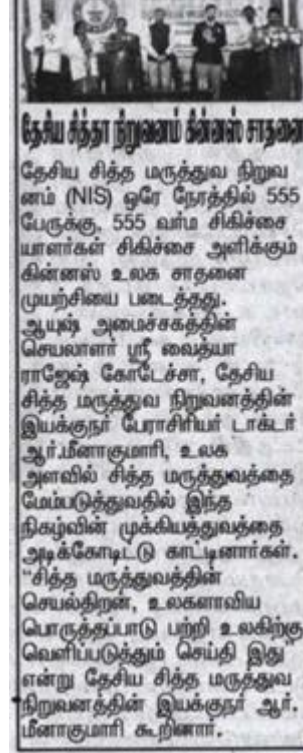 தேசிய சித்தா நிறுவனம் கின்னஸ் சாதனை
தேசிய சித்த மருத்துவ நிறுவ
னம் (NIS) ஒரே நேரத்தில் 555
பேருக்கு, 555 வர்ம சிகிச்சை
யாளர்கள் சிகிச்சை அளிக்கும்
கின்னஸ் உலக சாதனை
முயற்சியை படைத்தது.
ஆயுஷ் அமைச்சகத்தின்
செயலாளர் ஸ்ரீ வைத்யா
ராஜேஷ் கோடேச்சா, தேசிய
சித்த மருத்துவ நிறுவனத்தின்
இயக்குநர் பேராசிரியர் டாக்டர்
ஆர்.மீனாகுமாரி, உலக
அளவில் சித்த மருத்துவத்தை
மேம்படுத்துவதில் இந்த
நிகழ்வின் முக்கியத்துவத்தை
அடிக்கோடிட்டு காட்டினார்கள்.
“சித்த மருத்துவத்தின்
செயல்திறன், உலகளாவிய
பொருத்தப்பாடு பற்றி உலகிற்கு
வெளிப்படுத்தும் செய்தி இது”
என்று தேசிய சித்த மருத்துவ
நிறுவனத்தின் இயக்குநர் ஆர்.
மீனாகுமாரி கூறினார்.